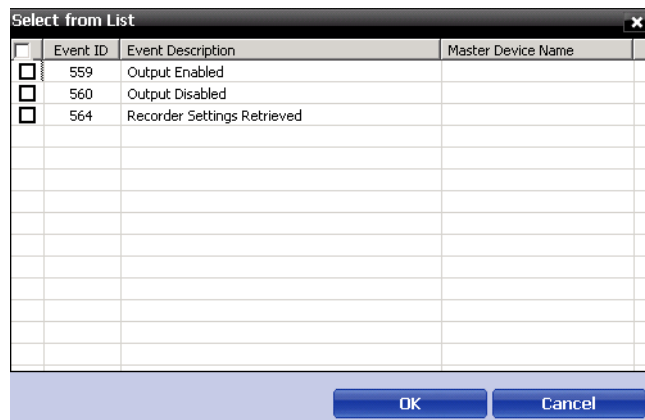 Select from List
Event ID Event Description Master Device Name
559 Output Enabled
560 Output Disabled
564 Recorder Settings Retrieved
OK Cancel